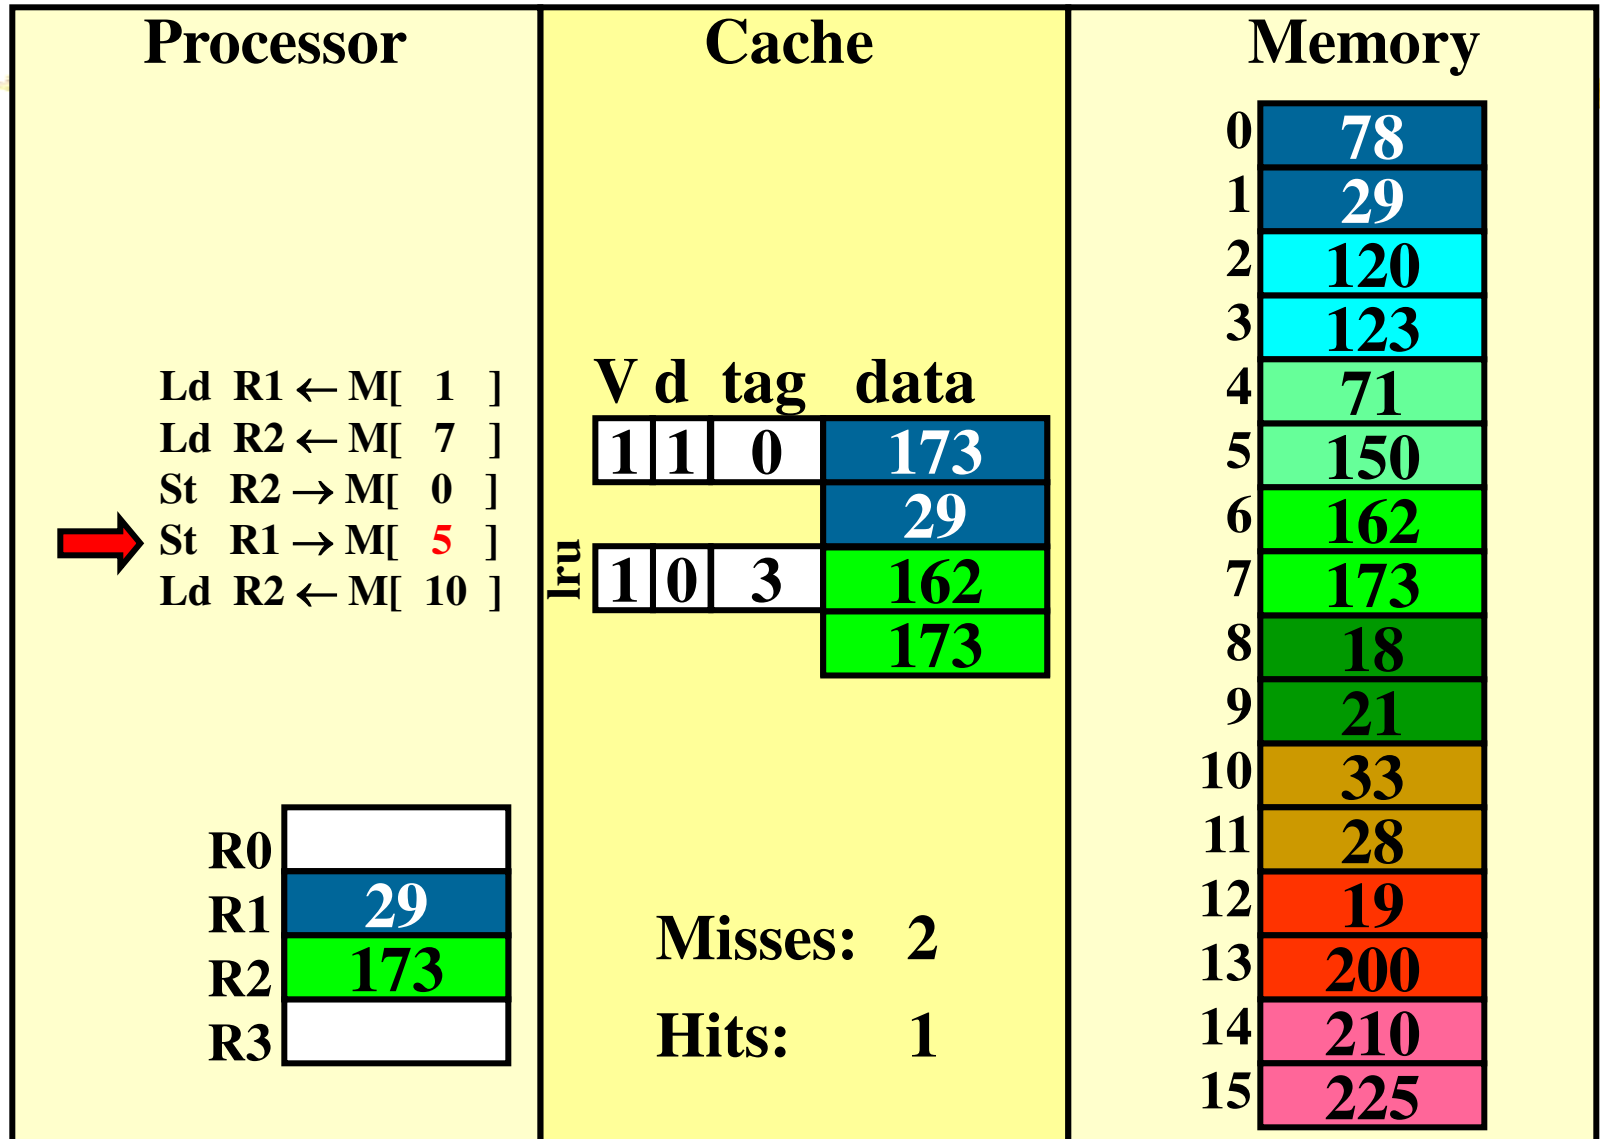 Processor
Ld R1 ← M[ 1 ]
Ld R2 ← M[ 7 ]
St R2 → M[ 0 ]
St R1 → M[ 5 ]
Ld R2 ← M[ 10 ]
R0
R1 29
R2 173
R3
Cache
V d tag data
1 1 0 173
29
lru
1 0 3 162
173
Misses: 2
Hits: 1
Memory
0 78
1 29
2 120
3 123
4 71
5 150
6 162
7 173
8 18
9 21
10 33
11 28
12 19
13 200
14 210
15 225